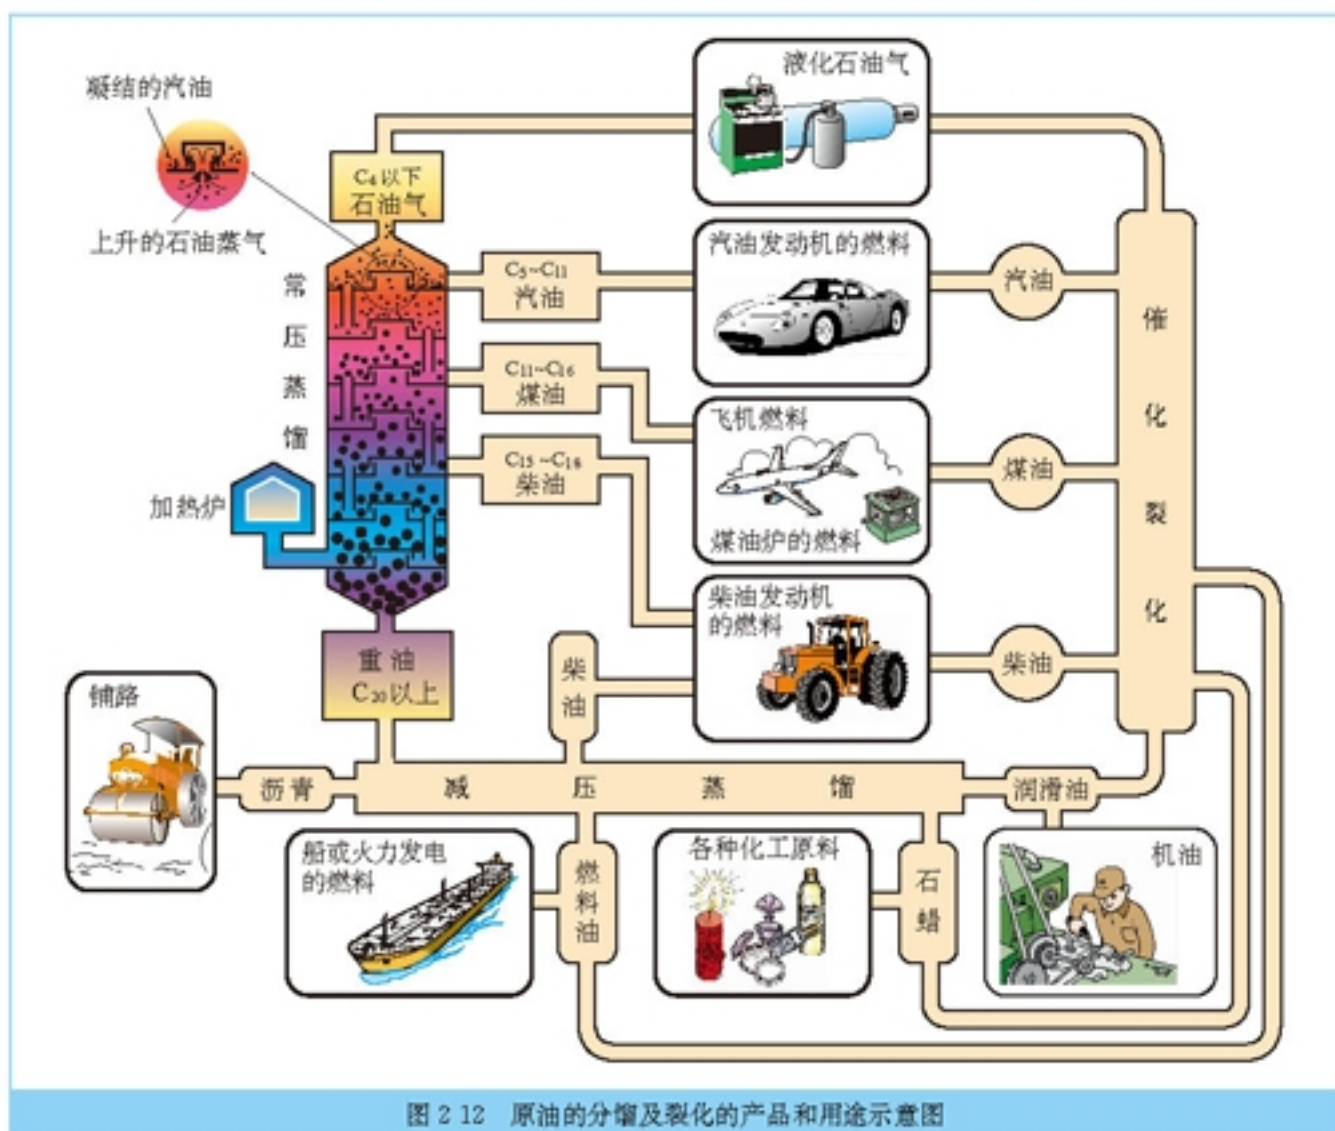 凝结的汽油
上升的石油蒸气
常压蒸馏
加热炉
C₄以下
石油气
C₅~C₁₁
汽油
C₁₁~C₁₆
煤油
C₁₅~C₁₈
柴油
重油
C₂₀以上
液化石油气
汽油发动机的燃料
飞机燃料
煤油炉的燃料
柴油发动机
的燃料
汽油
煤油
柴油
催化裂化
柴油
铺路
沥青
减压蒸馏
润滑油
船或火力发电
的燃料
燃料油
各种化工原料
石蜡
机油
图 2 12 原油的分馏及裂化的产品和用途示意图